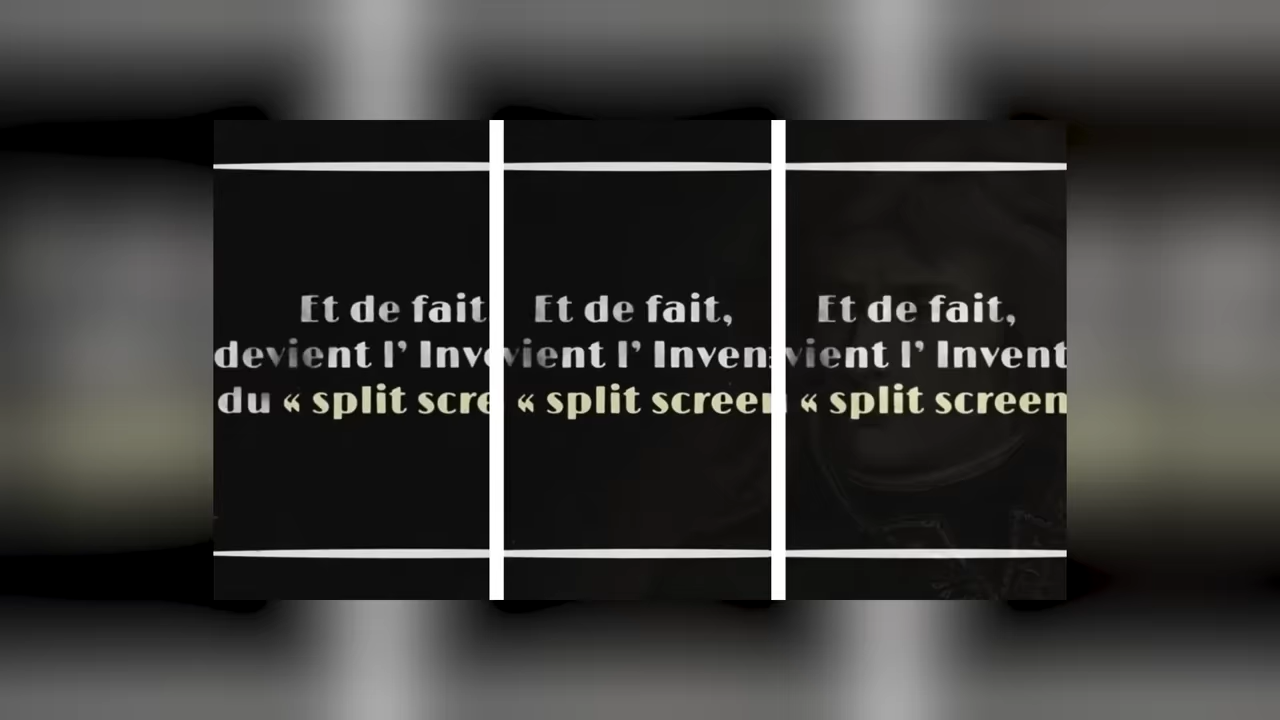 Et de fait Et de fait, Et de fait,
devient l’ Inve vient l’ Inven vient l’ Invent
du « split scre « split screen « split screen